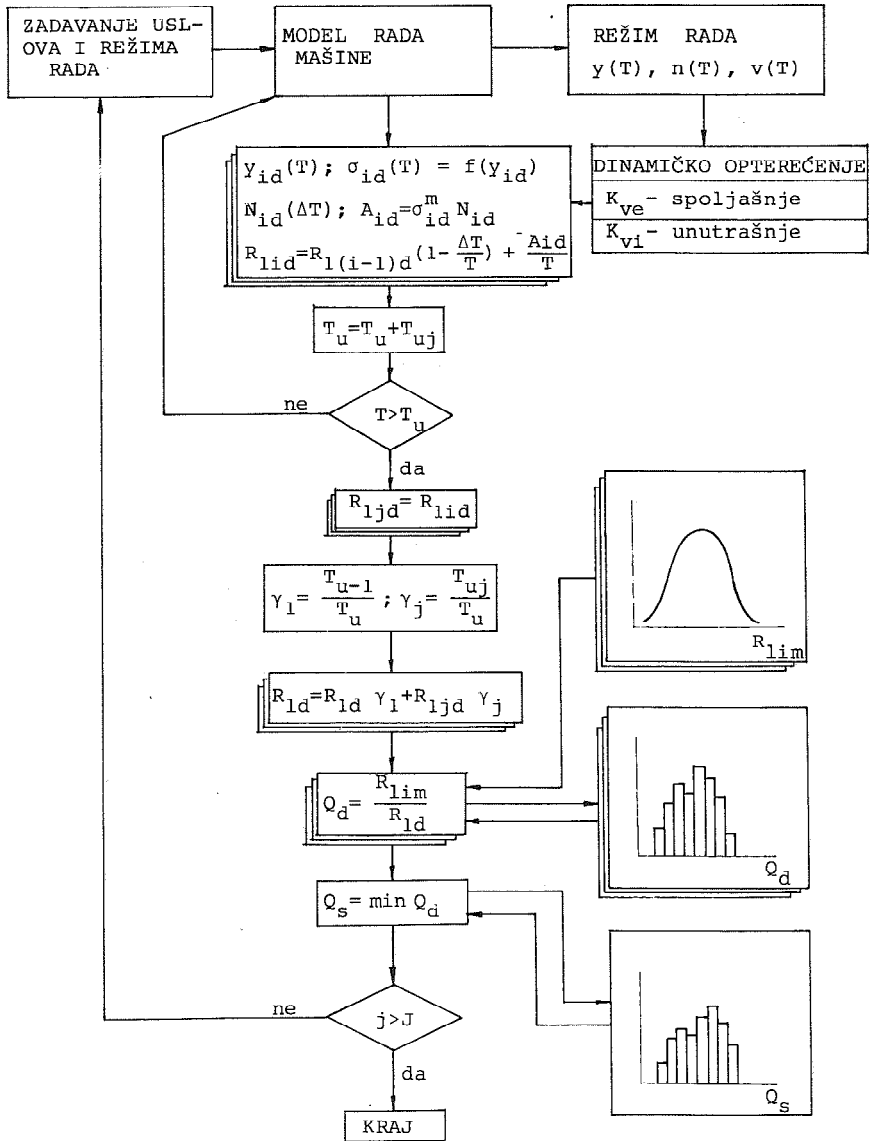 ZADAVANJE USL-
OVA I REŽIMA
RADA
MODEL RADA
MAŠINE
REŽIM RADA
y(T), n(T), v(T)
y_id(T); σ_id(T) = f(y_id)
N_id(ΔT); A_id=σ_id^m N_id
R_lid=R_l(i-1)d(1-ΔT/T)+A_id/T
DINAMIČKO OPTEREĆENJE
K_ve- spoljašnje
K_vi- unutrašnje
T_u=T_u+T_uj
ne
T>T_u
da
R_ljd=R_lid
γ_l=T_u-1/T_u; γ_j=T_uj/T_u
R_lim
R_ld=R_ld γ_l+R_ljd γ_j
Q_d=R_lim/R_ld
Q_d
Q_s=min Q_d
ne
j>J
da
Q_s
KRAJ